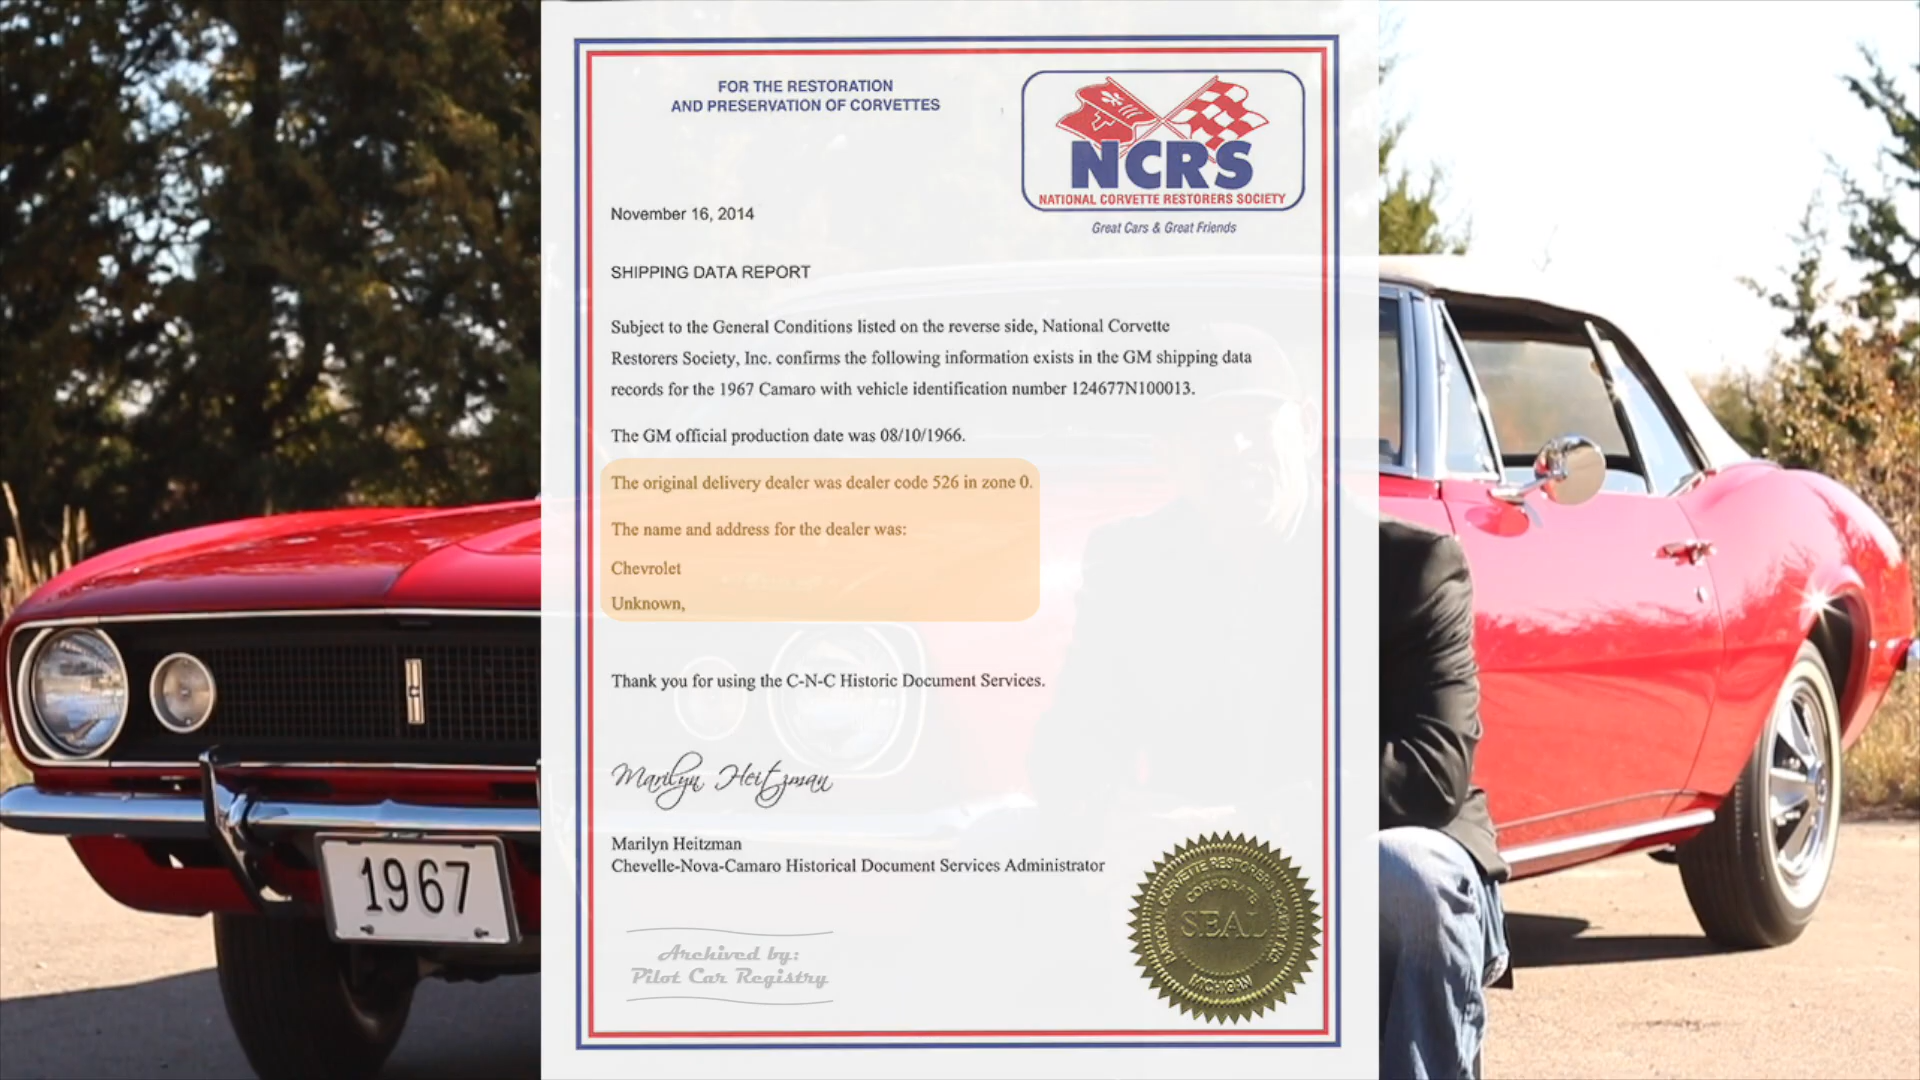 FOR THE RESTORATION
AND PRESERVATION OF CORVETTES
NCRS
NATIONAL CORVETTE RESTORERS SOCIETY
Great Cars & Great Friends
November 16, 2014
SHIPPING DATA REPORT
Subject to the General Conditions listed on the reverse side, National Corvette
Restorers Society, Inc. confirms the following information exists in the GM shipping data
records for the 1967 Camaro with vehicle identification number 124677N100013.
The GM official production date was 08/10/1966.
The original delivery dealer was dealer code 526 in zone 0.
The name and address for the dealer was:
Chevrolet
Unknown,
Thank you for using the C-N-C Historic Document Services.
Marilyn Heitzman
Marilyn Heitzman
Chevelle-Nova-Camaro Historical Document Services Administrator
Archived by:
Pilot Car Registry
NATIONAL CORVETTE RESTORERS SOCIETY INC.
CORPORATE
SEAL
MICHIGAN
1967